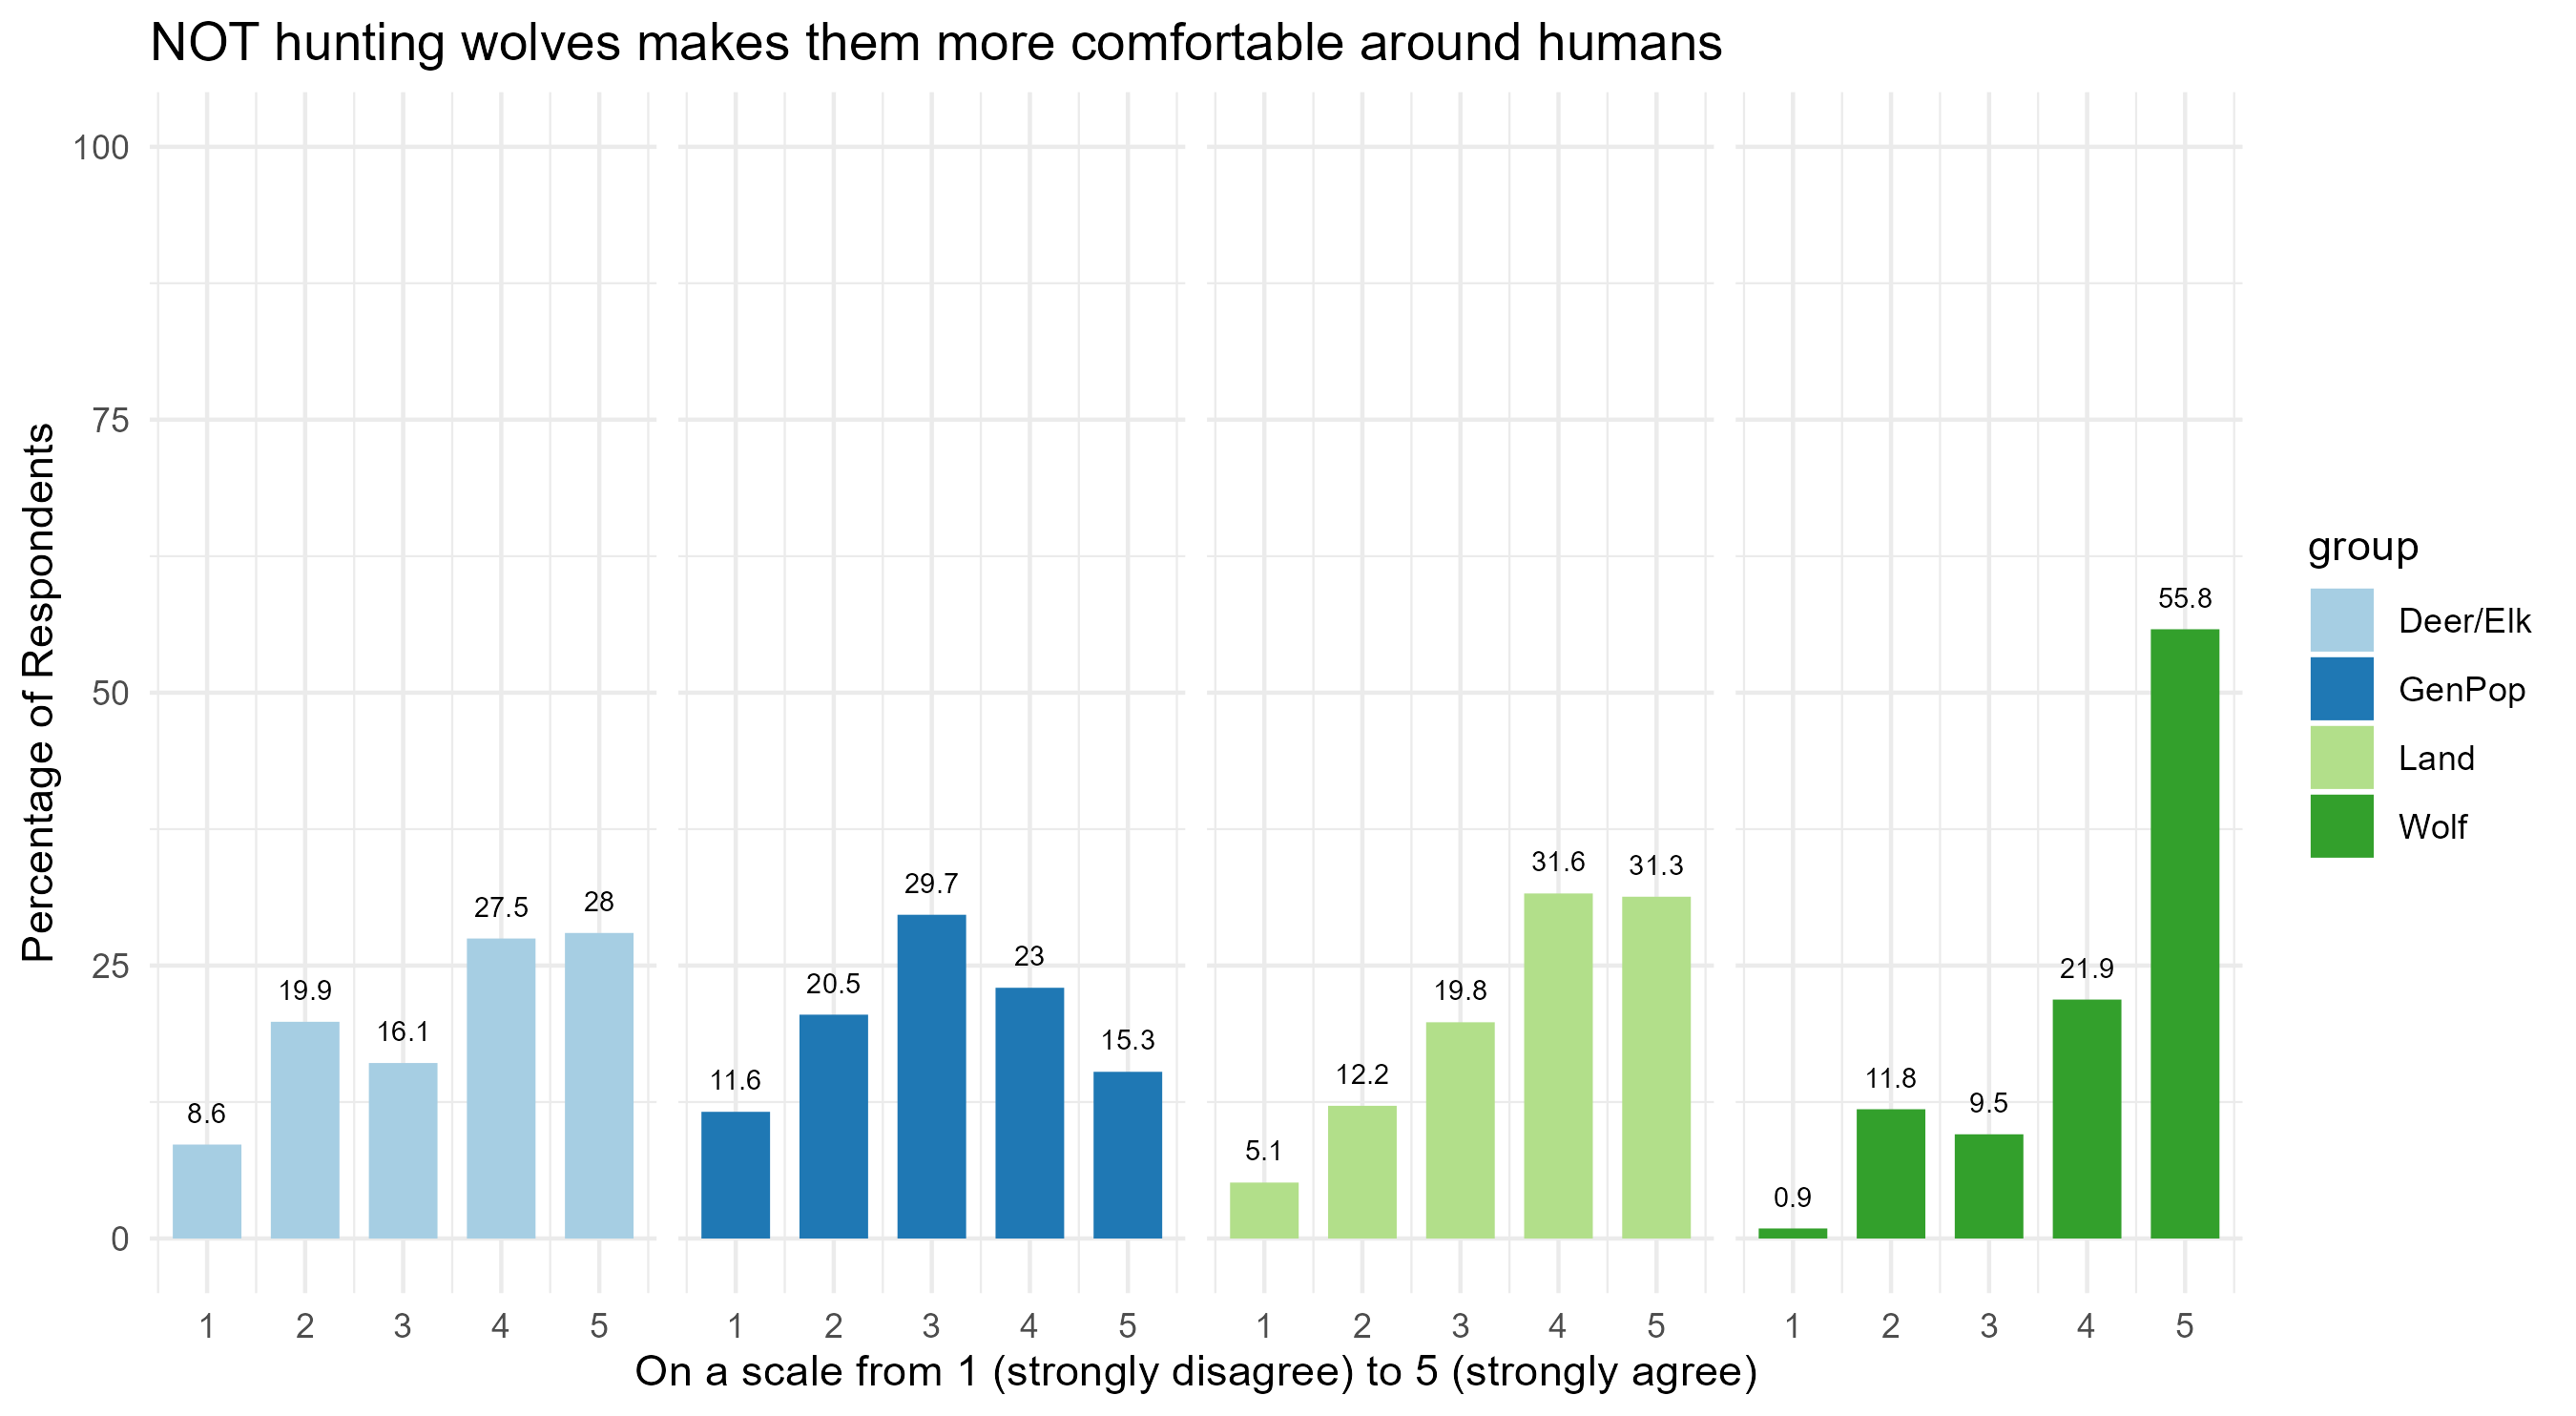 NOT hunting wolves makes them more comfortable around humans
Percentage of Respondents
100
75
50
25
0
8.6
19.9
16.1
27.5
28
11.6
20.5
29.7
23
15.3
5.1
12.2
19.8
31.6
31.3
0.9
11.8
9.5
21.9
55.8
1 2 3 4 5 1 2 3 4 5 1 2 3 4 5 1 2 3 4 5
On a scale from 1 (strongly disagree) to 5 (strongly agree)
group
Deer/Elk
GenPop
Land
Wolf